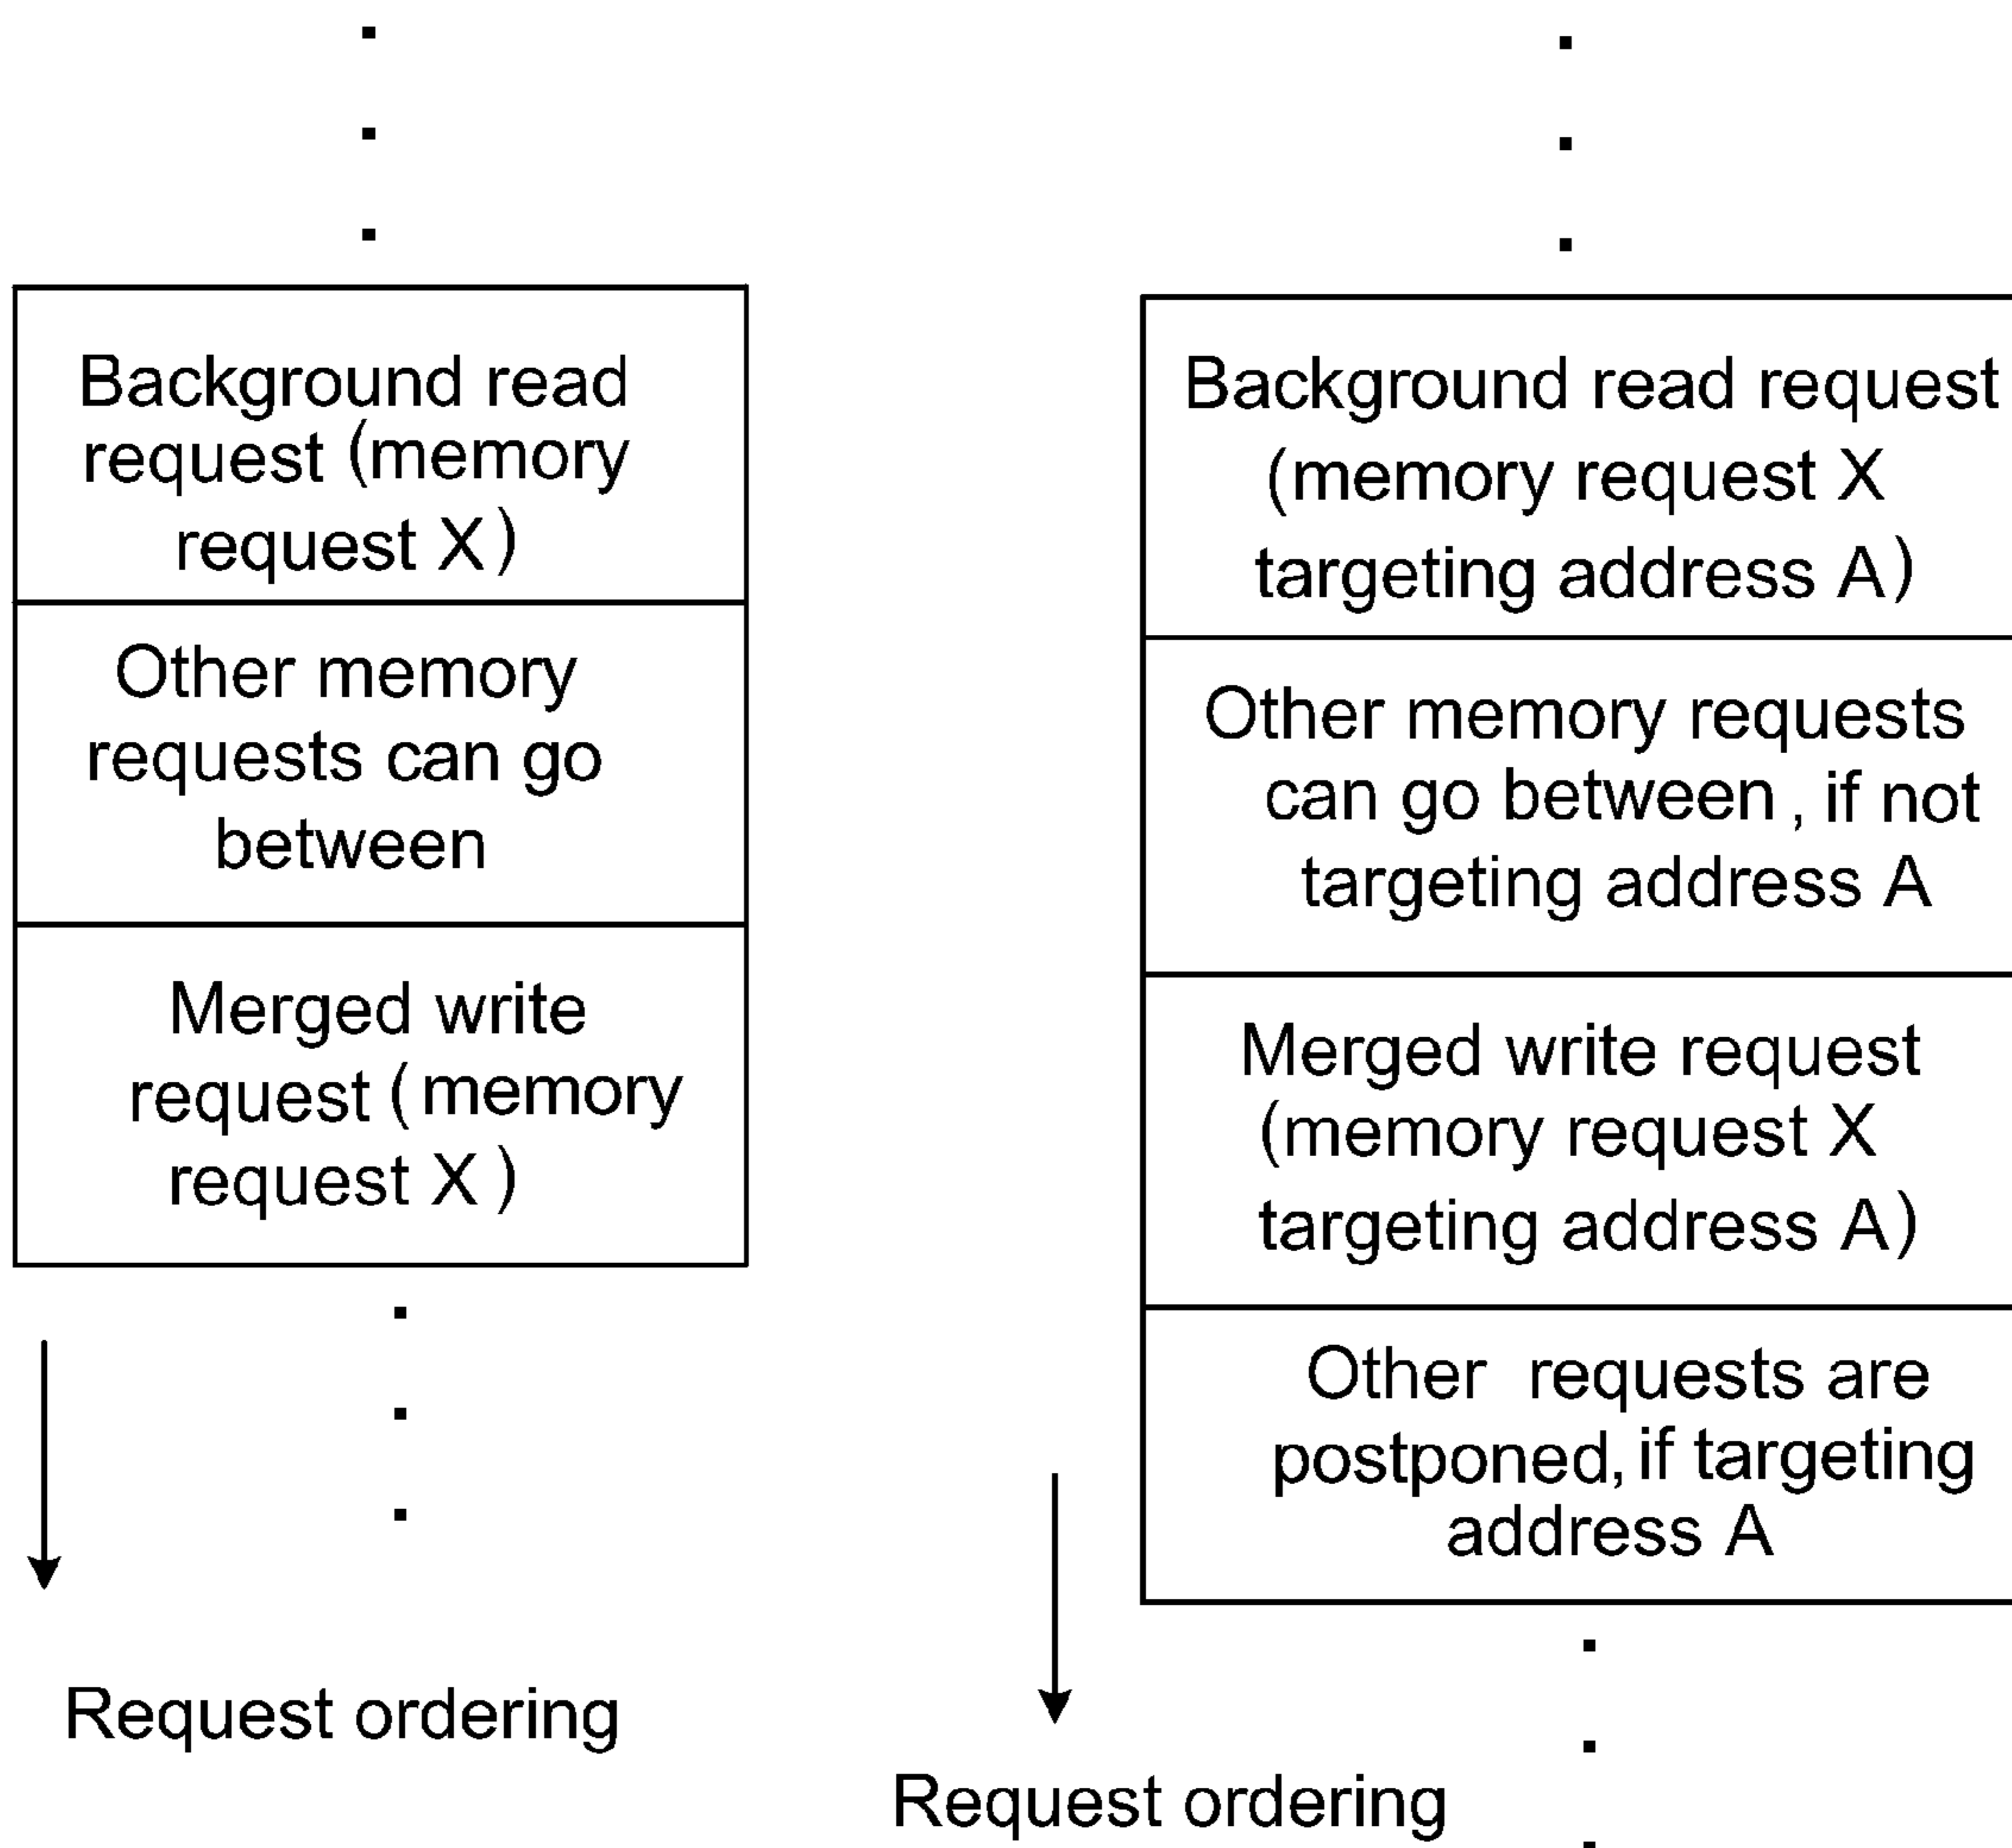 Background read
request (memory
request X)
Other memory
requests can go
between
Merged write
request (memory
request X)
Request ordering
Background read request
(memory request X
targeting address A)
Other memory requests
can go between, if not
targeting address A
Merged write request
(memory request X
targeting address A)
Other requests are
postponed, if targeting
address A
Request ordering